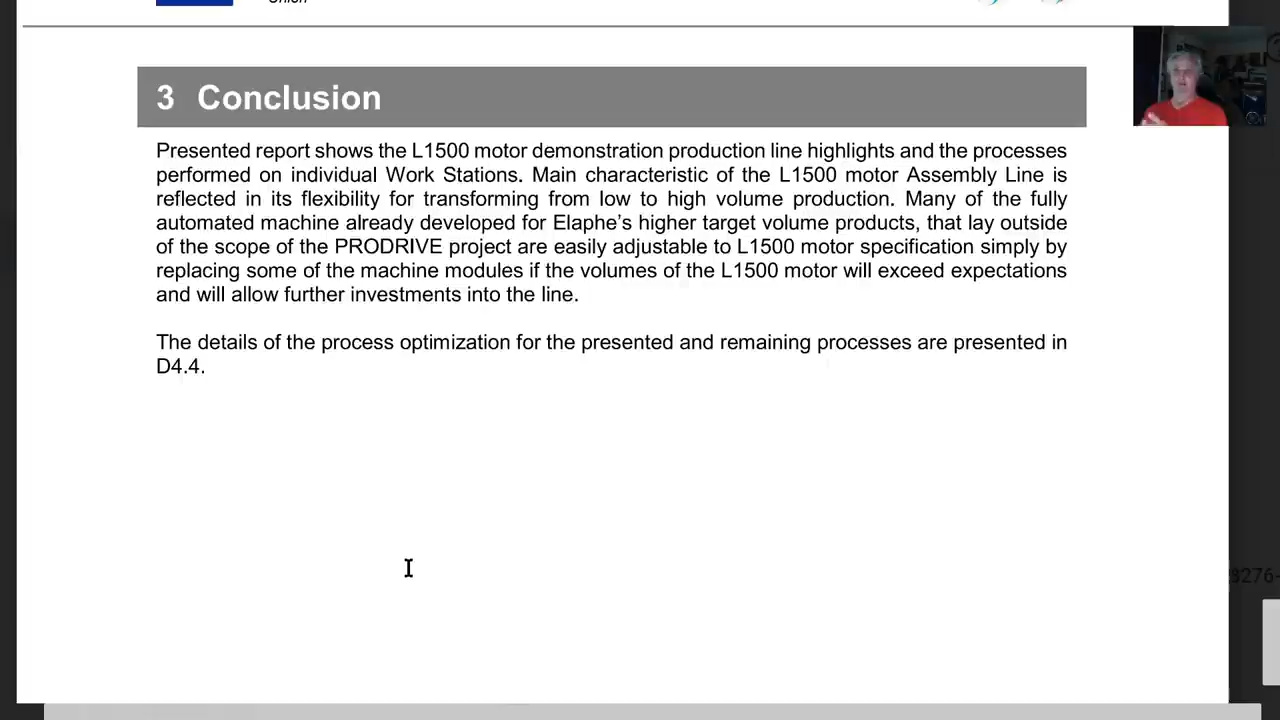 Union
3 Conclusion
Presented report shows the L1500 motor demonstration production line highlights and the processes
performed on individual Work Stations. Main characteristic of the L1500 motor Assembly Line is
reflected in its flexibility for transforming from low to high volume production. Many of the fully
automated machine already developed for Elaphe’s higher target volume products, that lay outside
of the scope of the PRODRIVE project are easily adjustable to L1500 motor specification simply by
replacing some of the machine modules if the volumes of the L1500 motor will exceed expectations
and will allow further investments into the line.
The details of the process optimization for the presented and remaining processes are presented in
D4.4.